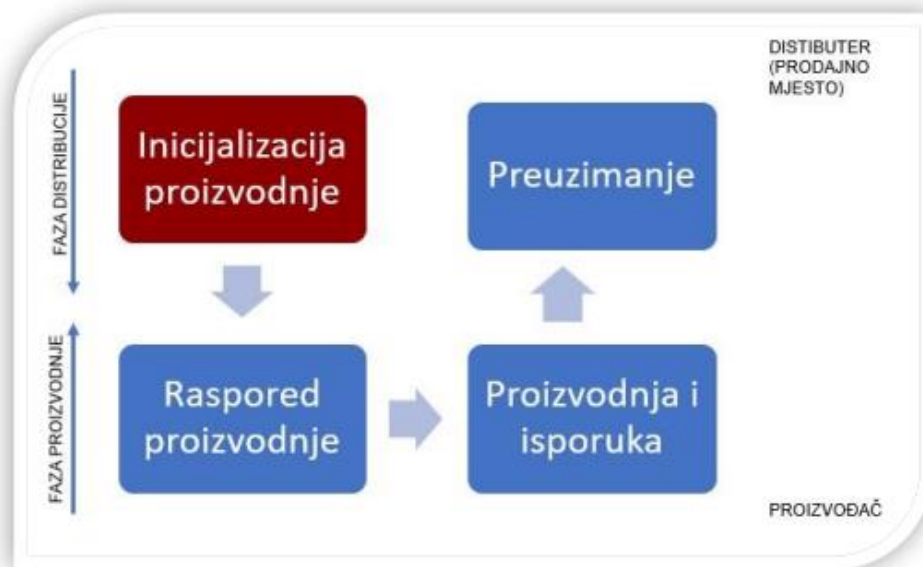 DISTIBUTER
(PRODAJNO
MJESTO)
FAZA DISTRIBUCIJE
Inicijalizacija
proizvodnje
Preuzimanje
FAZA PROIZVODNJE
Raspored
proizvodnje
Proizvodnja i
isporuka
PROIZVOĐAČ